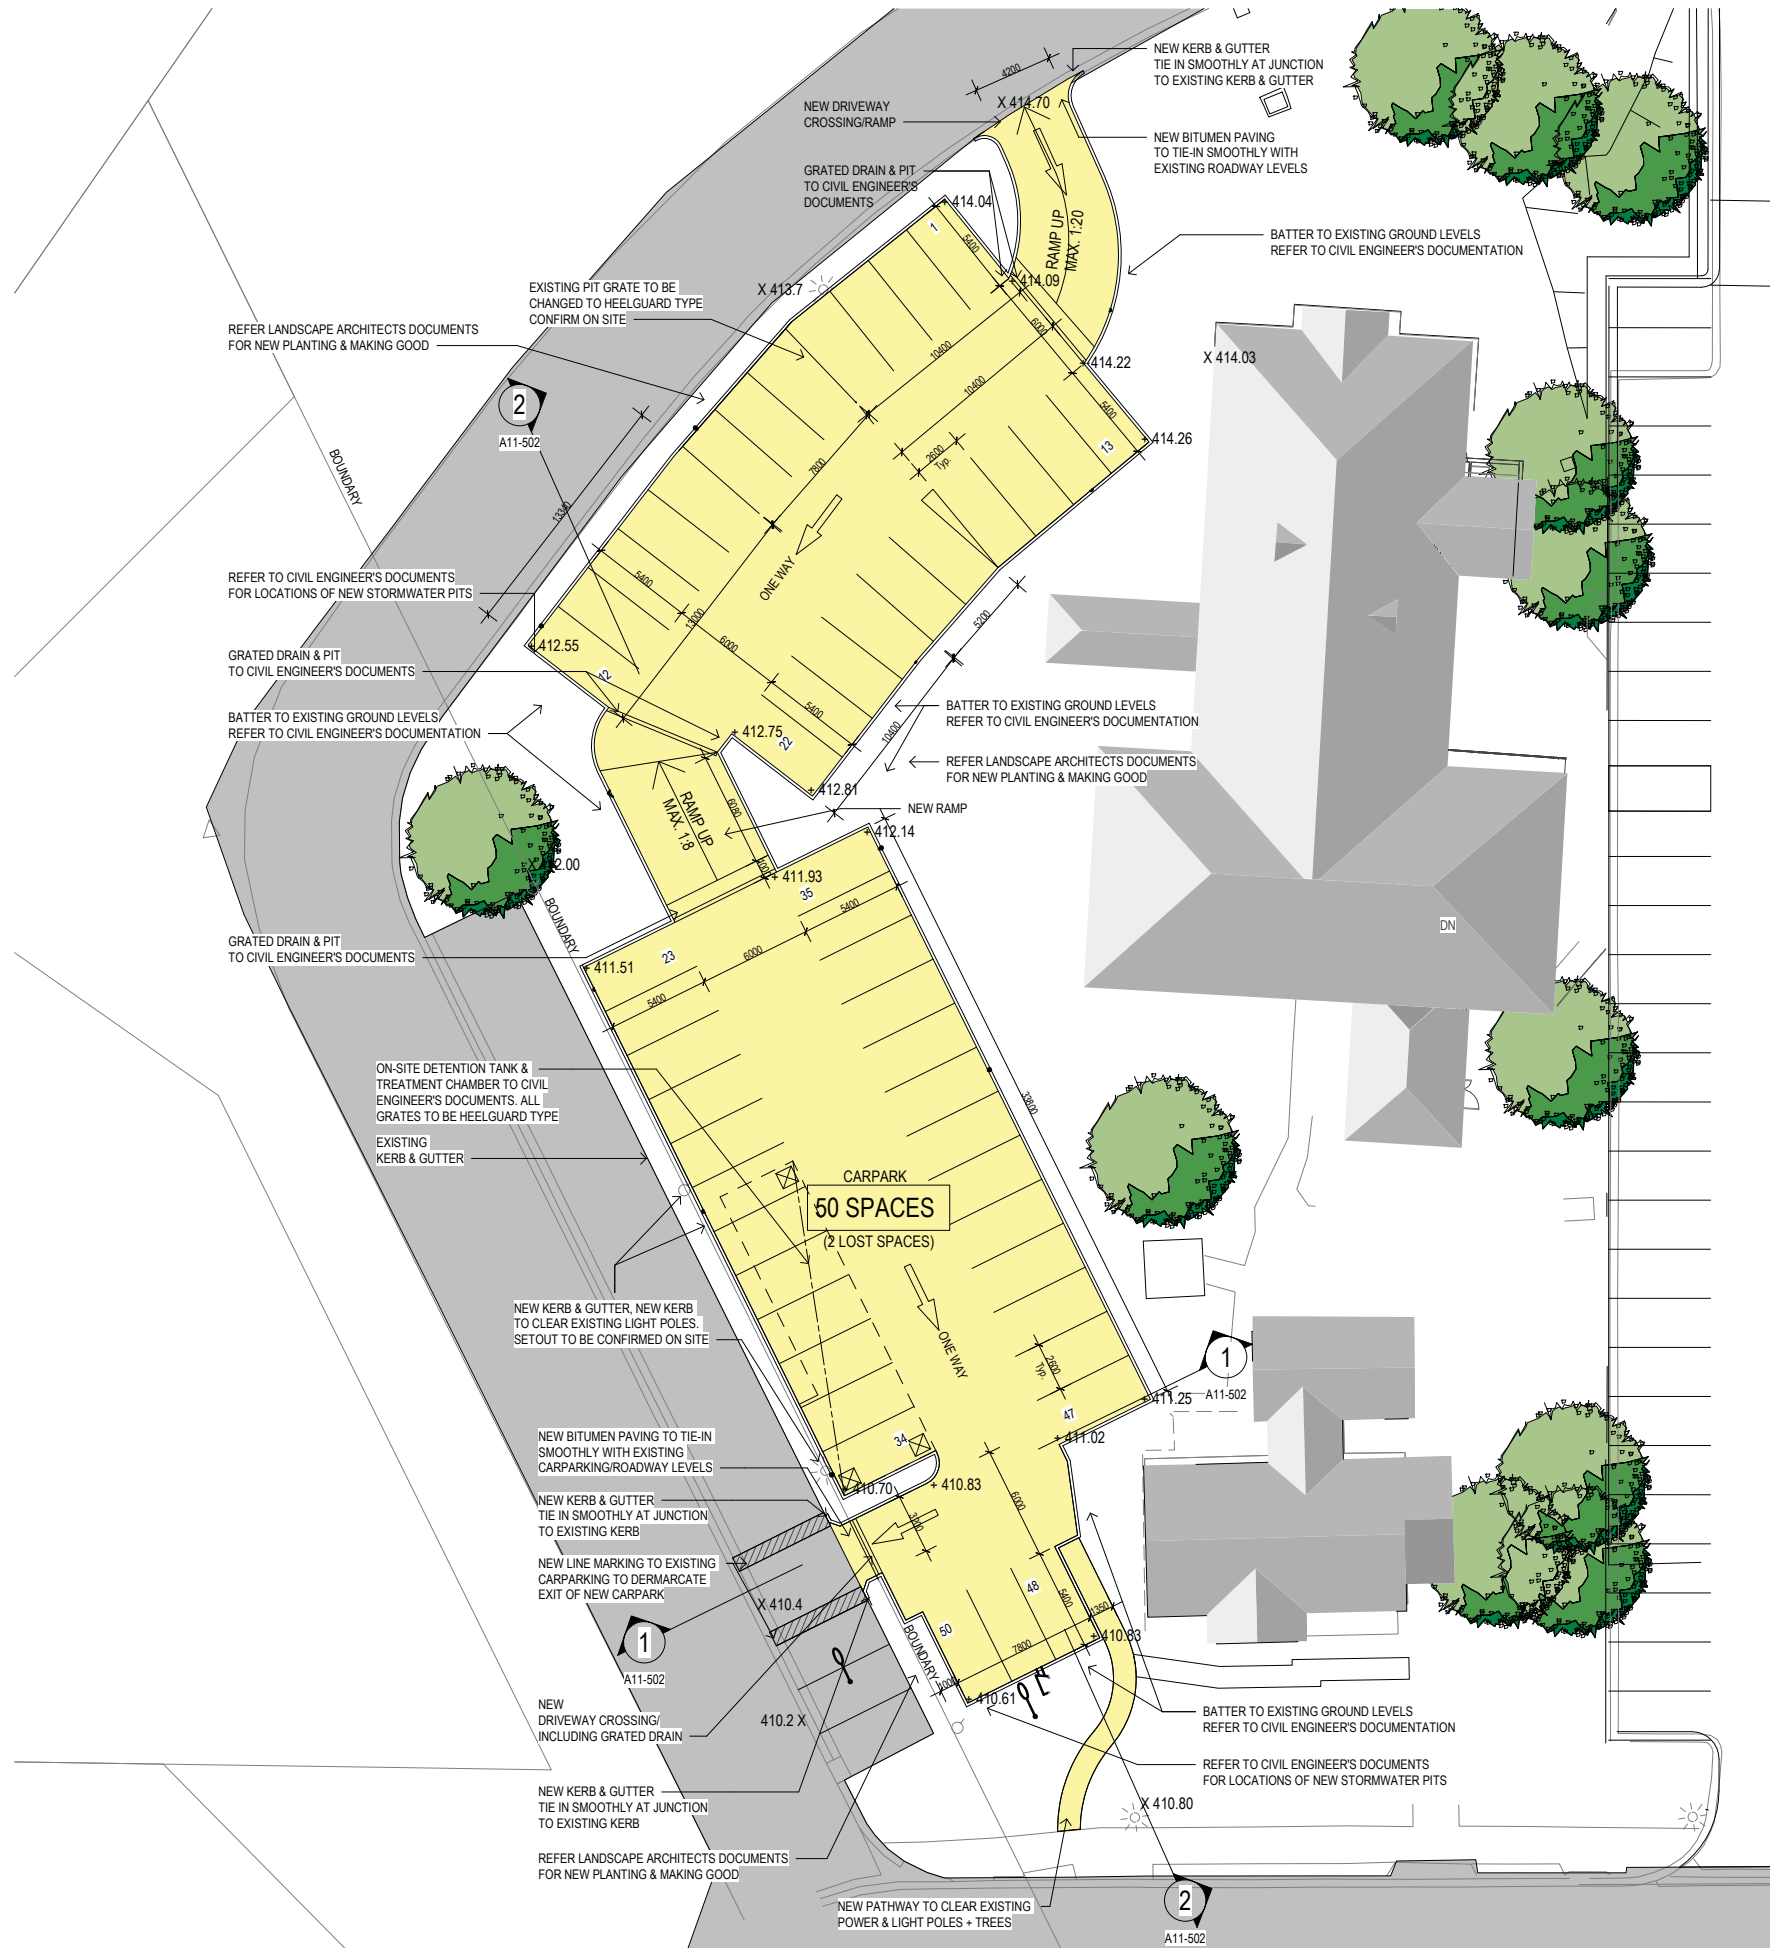 NEW KERB & GUTTER
TIE IN SMOOTHLY AT JUNCTION
TO EXISTING KERB & GUTTER
4200
X 414.70
NEW DRIVEWAY
CROSSING/RAMP
NEW BITUMEN PAVING
TO TIE-IN SMOOTHLY WITH
EXISTING ROADWAY LEVELS
GRATED DRAIN & PIT
TO CIVIL ENGINEER'S
DOCUMENTS
414.04
1
5400
RAMP UP
MAX. 1:20
BATTER TO EXISTING GROUND LEVELS
REFER TO CIVIL ENGINEER'S DOCUMENTATION
414.09
X 413.7
EXISTING PIT GRATE TO BE
CHANGED TO HEELGUARD TYPE
CONFIRM ON SITE
REFER LANDSCAPE ARCHITECTS DOCUMENTS
FOR NEW PLANTING & MAKING GOOD
6000
10400
10400
414.22
X 414.03
5400
13
414.26
2
A11-502
BOUNDARY
13340
7800
2600
Typ.
ONE WAY
REFER TO CIVIL ENGINEER'S DOCUMENTS
FOR LOCATIONS OF NEW STORMWATER PITS
5400
13000
6000
5200
412.55
GRATED DRAIN & PIT
TO CIVIL ENGINEER'S DOCUMENTS
12
5400
22
412.75
10400
BATTER TO EXISTING GROUND LEVELS
REFER TO CIVIL ENGINEER'S DOCUMENTATION
BATTER TO EXISTING GROUND LEVELS
REFER TO CIVIL ENGINEER'S DOCUMENTATION
REFER LANDSCAPE ARCHITECTS DOCUMENTS
FOR NEW PLANTING & MAKING GOOD
412.81
NEW RAMP
RAMP UP
MAX. 1:8
6080
1000
412.14
411.93
35
5400
BOUNDARY
DN
GRATED DRAIN & PIT
TO CIVIL ENGINEER'S DOCUMENTS
411.51
23
6000
5400
ON-SITE DETENTION TANK &
TREATMENT CHAMBER TO CIVIL
ENGINEER'S DOCUMENTS. ALL
GRATES TO BE HEELGUARD TYPE
33800
EXISTING
KERB & GUTTER
CARPARK
50 SPACES
(2 LOST SPACES)
NEW KERB & GUTTER, NEW KERB
TO CLEAR EXISTING LIGHT POLES.
SETOUT TO BE CONFIRMED ON SITE
ONE WAY
2600
Typ.
1
A11-502
411.25
47
411.02
NEW BITUMEN PAVING TO TIE-IN
SMOOTHLY WITH EXISTING
CARPARKING/ROADWAY LEVELS
34
410.70
410.83
6000
NEW KERB & GUTTER
TIE IN SMOOTHLY AT JUNCTION
TO EXISTING KERB
NEW LINE MARKING TO EXISTING
CARPARKING TO DERMARCATE
EXIT OF NEW CARPARK
48
5400
1350
X 410.4
50
410.83
1
A11-502
BOUNDARY
7800
1000
410.61
NEW
DRIVEWAY CROSSING/
INCLUDING GRATED DRAIN
410.2 X
BATTER TO EXISTING GROUND LEVELS
REFER TO CIVIL ENGINEER'S DOCUMENTATION
REFER TO CIVIL ENGINEER'S DOCUMENTS
FOR LOCATIONS OF NEW STORMWATER PITS
NEW KERB & GUTTER
TIE IN SMOOTHLY AT JUNCTION
TO EXISTING KERB
X 410.80
REFER LANDSCAPE ARCHITECTS DOCUMENTS
FOR NEW PLANTING & MAKING GOOD
NEW PATHWAY TO CLEAR EXISTING
POWER & LIGHT POLES + TREES
2
A11-502